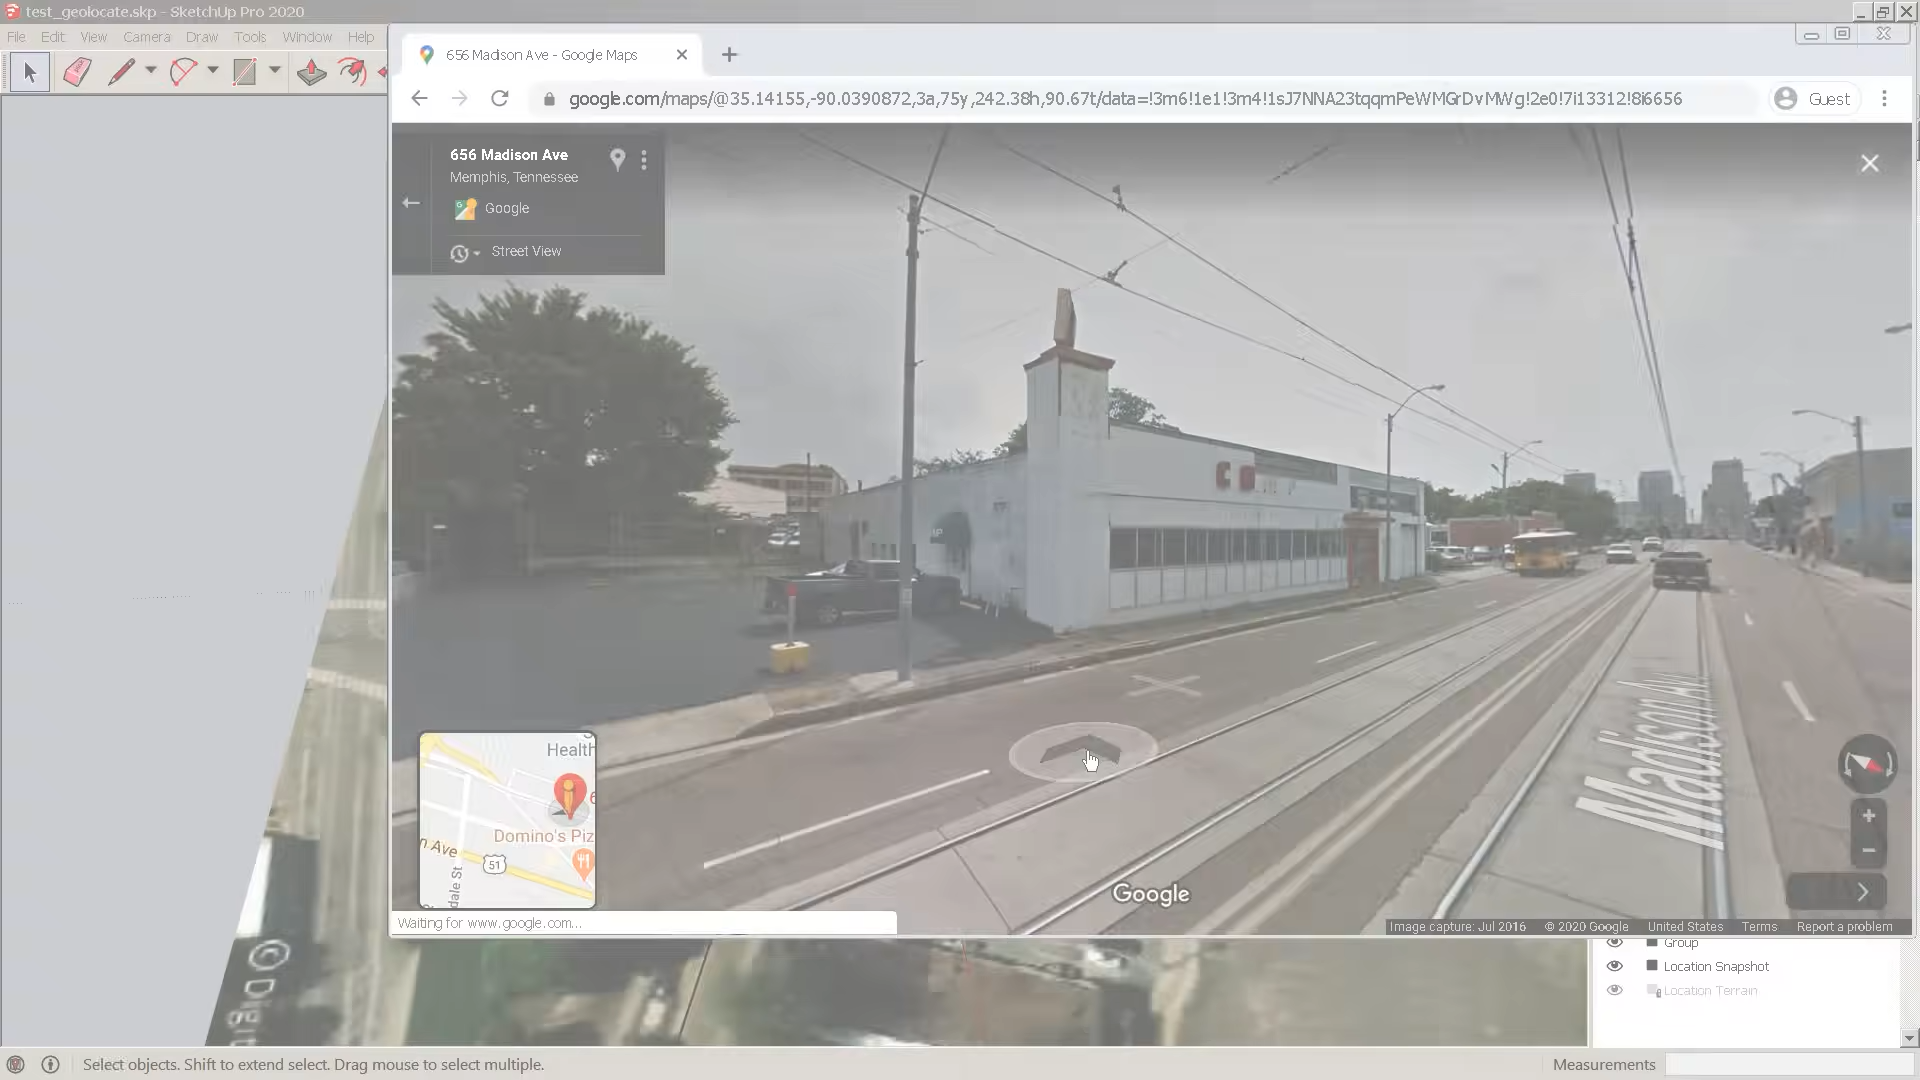 test_geolocate.skp - SketchUp Pro 2020
File Edit View Camera Draw Tools Window Help
656 Madison Ave - Google Maps
google.com/maps/@35.14155,-90.0390872,3a,75y,242.38h,90.67t/data=!3m6!1e1!3m4!1sJ7NNA23tqqmPeWMGrDvMWg!2e0!7i13312!8i6656
Guest
656 Madison Ave
Memphis, Tennessee
Google
Street View
Madison Av
Health
Domino's Piz
n Ave
51
dale St
Google
Waiting for www.google.com...
Image capture: Jul 2016 © 2020 Google United States Terms Report a problem
Group
Location Snapshot
Location Terrain
Select objects. Shift to extend select. Drag mouse to select multiple.
Measurements